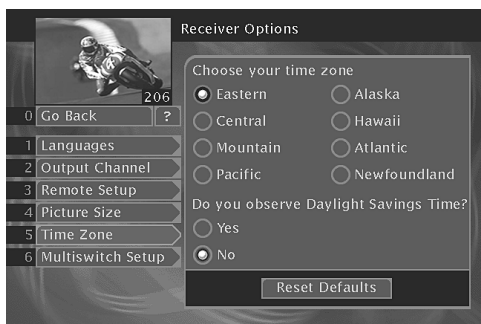 Receiver Options
206
0 Go Back ?
1 Languages
2 Output Channel
3 Remote Setup
4 Picture Size
5 Time Zone
6 Multiswitch Setup
Choose your time zone
Eastern Alaska
Central Hawaii
Mountain Atlantic
Pacific Newfoundland
Do you observe Daylight Savings Time?
Yes
No
Reset Defaults